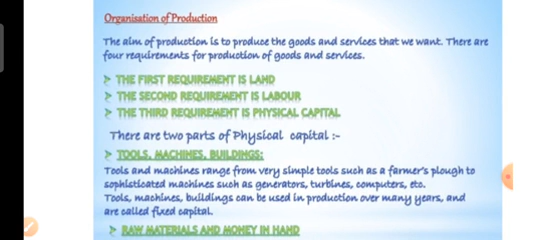 Organisation of Production
The aim of production is to produce the goods and services that we want. There are
four requirements for production of goods and services.
➢ THE FIRST REQUIREMENT IS LAND
➢ THE SECOND REQUIREMENT IS LABOUR
➢ THE THIRD REQUIREMENT IS PHYSICAL CAPITAL
There are two parts of Physical capital :-
➢ TOOLS, MACHINES, BUILDINGS:
Tools and machines range from very simple tools such as a farmer's plough to
sophisticated machines such as generators, turbines, computers, etc.
Tools, machines, buildings can be used in production over many years, and
are called fixed capital.
➢ RAW MATERIALS AND MONEY IN HAND